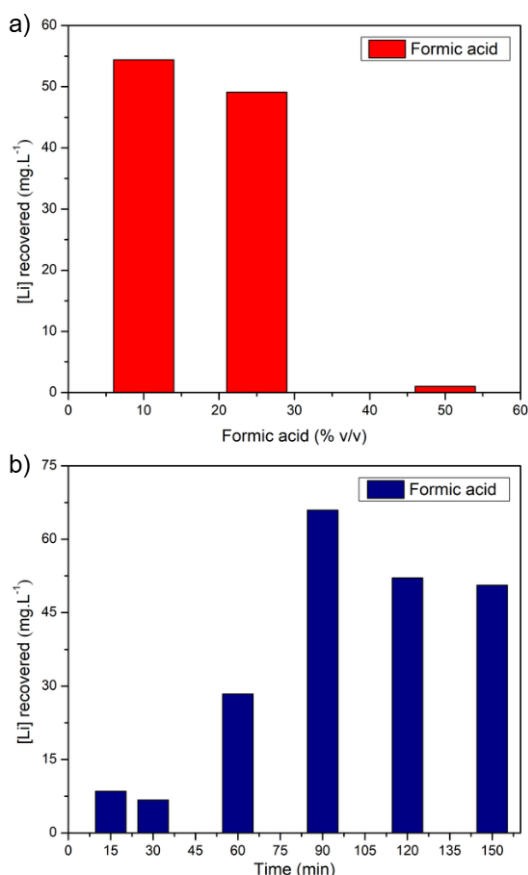 a)
Formic acid
60
50
40
30
20
10
0
[Li] recovered (mg.L⁻¹)
0 10 20 30 40 50 60
Formic acid (% v/v)
b)
Formic acid
75
60
45
30
15
0
[Li] recovered (mg.L⁻¹)
0 15 30 45 60 75 90 105 120 135 150
Time (min)